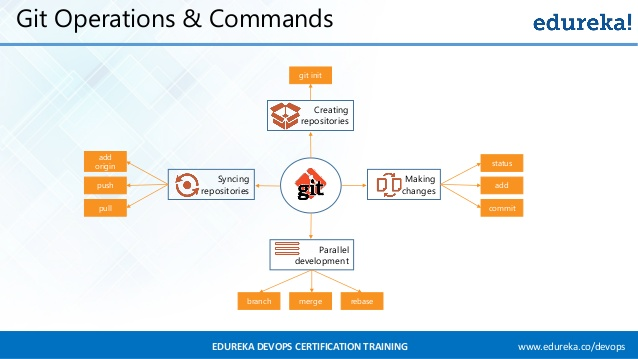 Git Operations & Commands
edureka!
git init
Creating
repositories
add
origin
push
pull
Syncing
repositories
git
Making
changes
status
add
commit
Parallel
development
branch
merge
rebase
EDUREKA DEVOPS CERTIFICATION TRAINING
www.edureka.co/devops